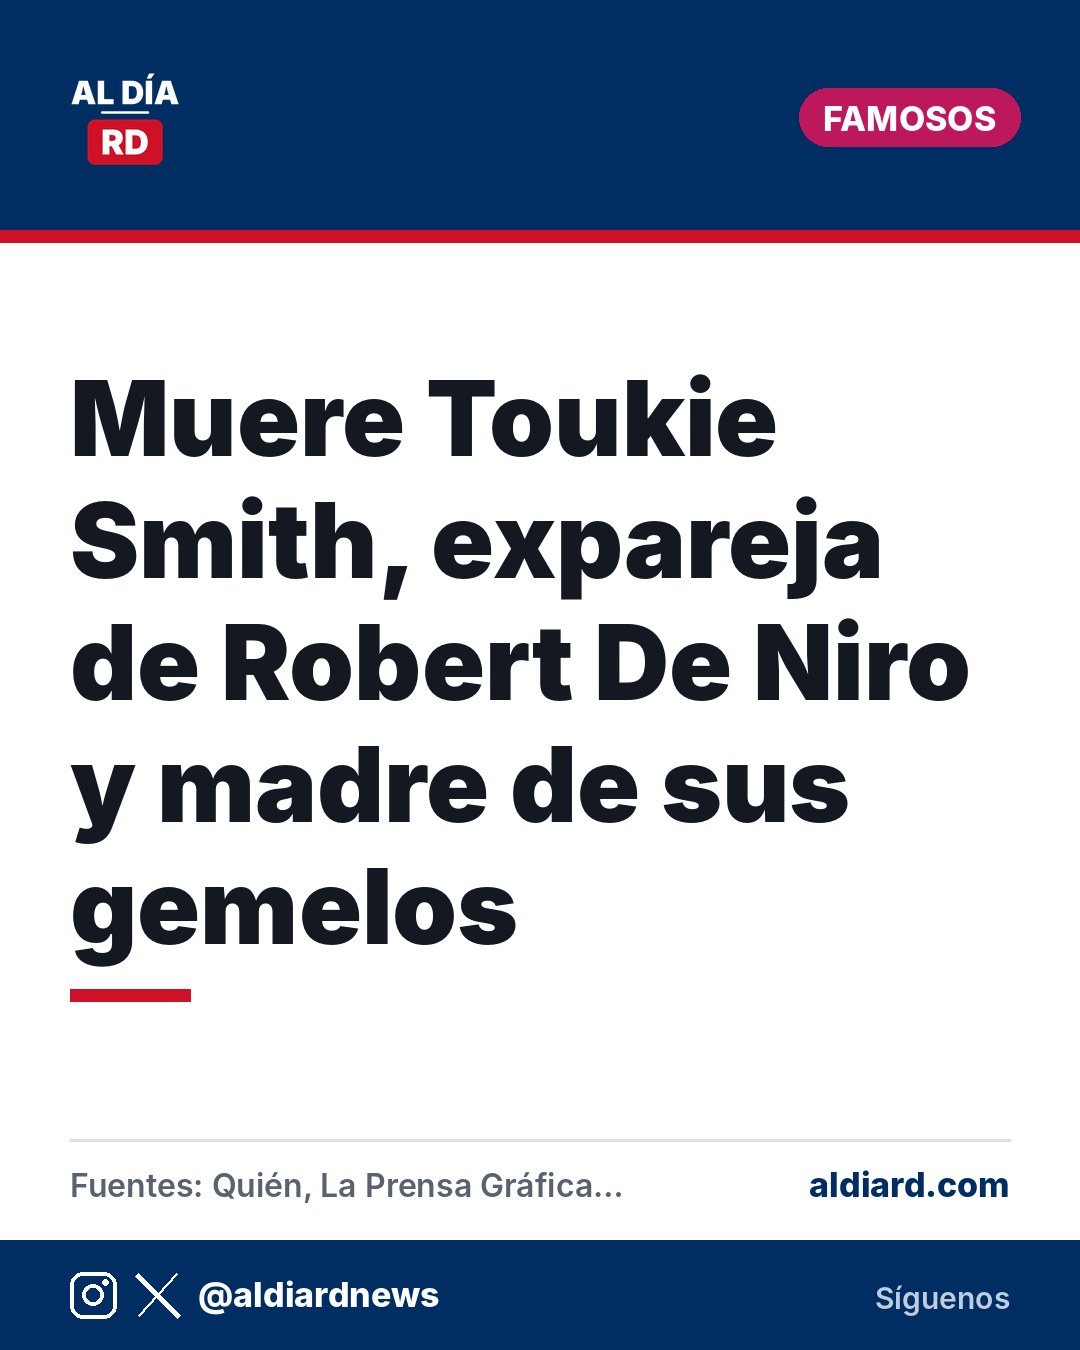 AL DÍA
RD
FAMOSOS
Muere Toukie
Smith, expareja
de Robert De Niro
y madre de sus
gemelos
Fuentes: Quién, La Prensa Gráfica...
aldiard.com
@aldiardnews
Síguenos